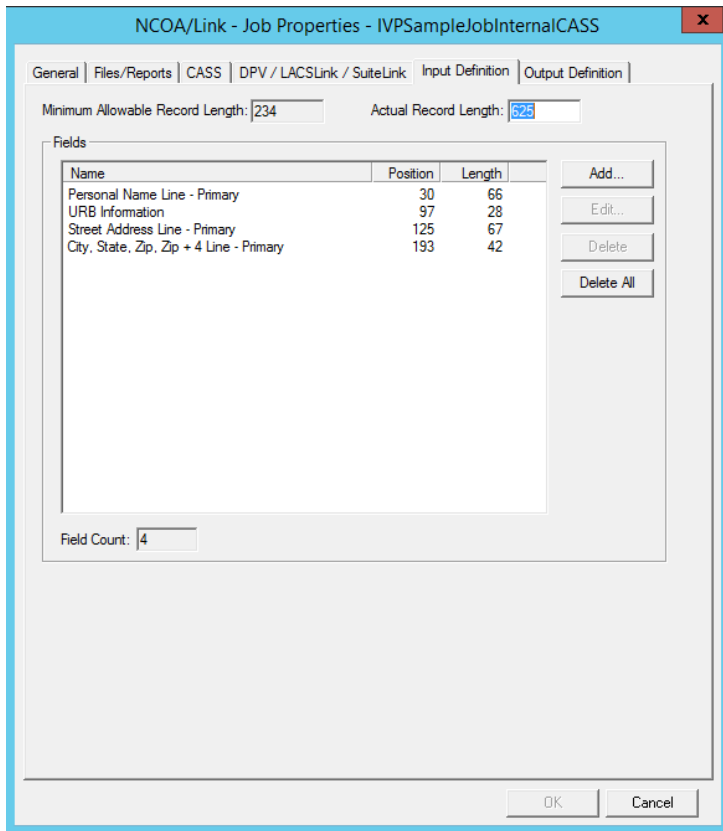 NCOA/Link - Job Properties - IVPSampleJobInternalCASS
x
General Files/Reports CASS DPV / LACSLink / SuiteLink Input Definition Output Definition
Minimum Allowable Record Length: 234 Actual Record Length: 625
Fields
Name Position Length
Personal Name Line - Primary 30 66
URB Information 97 28
Street Address Line - Primary 125 67
City, State, Zip, Zip + 4 Line - Primary 193 42
Add...
Edit...
Delete
Delete All
Field Count: 4
OK Cancel